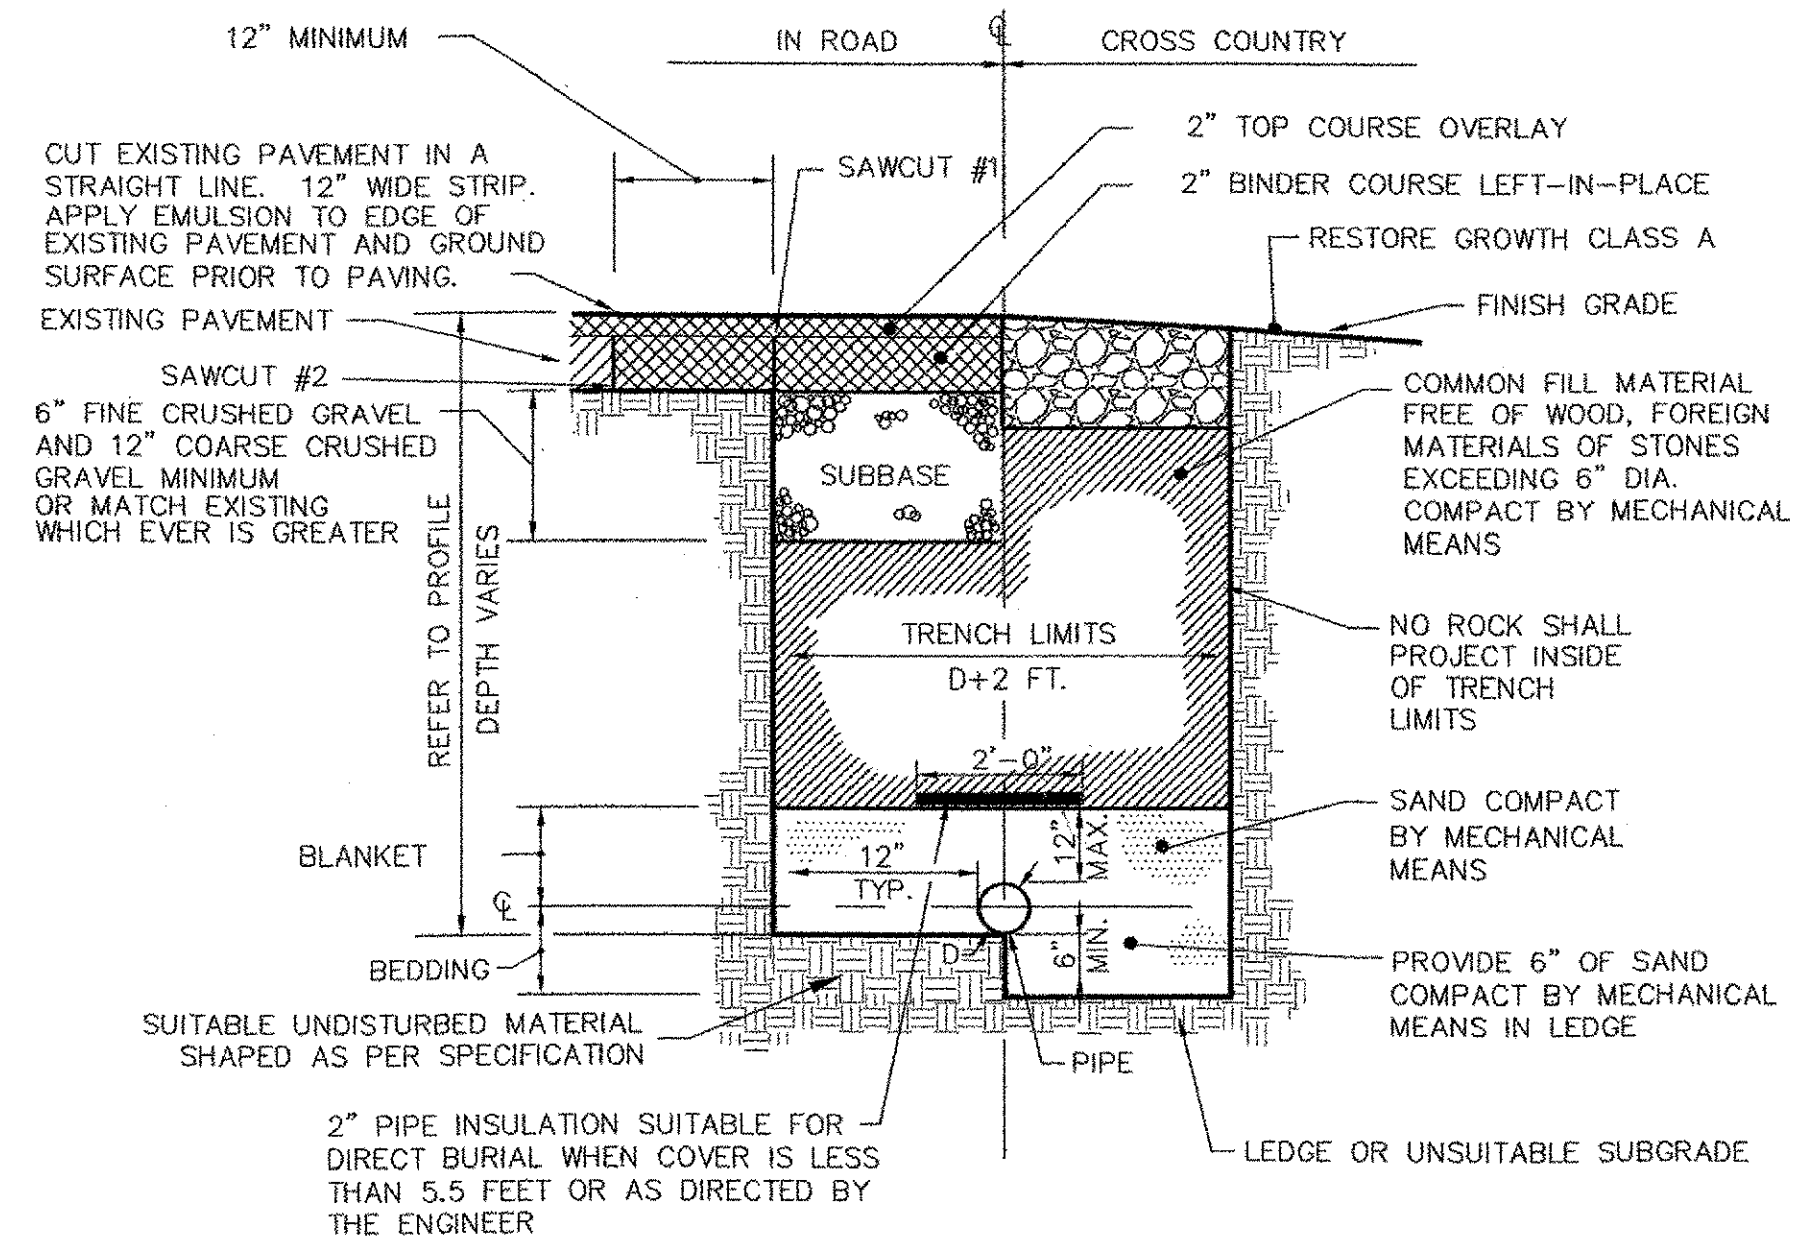 12" MINIMUM
IN ROAD
℄
CROSS COUNTRY
2" TOP COURSE OVERLAY
SAWCUT #1
2" BINDER COURSE LEFT-IN-PLACE
RESTORE GROWTH CLASS A
FINISH GRADE
CUT EXISTING PAVEMENT IN A
STRAIGHT LINE. 12" WIDE STRIP.
APPLY EMULSION TO EDGE OF
EXISTING PAVEMENT AND GROUND
SURFACE PRIOR TO PAVING.
EXISTING PAVEMENT
SAWCUT #2
6" FINE CRUSHED GRAVEL
AND 12" COARSE CRUSHED
GRAVEL MINIMUM
OR MATCH EXISTING
WHICH EVER IS GREATER
SUBBASE
COMMON FILL MATERIAL
FREE OF WOOD, FOREIGN
MATERIALS OF STONES
EXCEEDING 6" DIA.
COMPACT BY MECHANICAL
MEANS
REFER TO PROFILE
DEPTH VARIES
TRENCH LIMITS
D+2 FT.
NO ROCK SHALL
PROJECT INSIDE
OF TRENCH
LIMITS
2'-0"
SAND COMPACT
BY MECHANICAL
MEANS
BLANKET
12"
TYP.
12"
MAX.
℄
BEDDING
D
6"
MIN.
PROVIDE 6" OF SAND
COMPACT BY MECHANICAL
MEANS IN LEDGE
SUITABLE UNDISTURBED MATERIAL
SHAPED AS PER SPECIFICATION
PIPE
2" PIPE INSULATION SUITABLE FOR
DIRECT BURIAL WHEN COVER IS LESS
THAN 5.5 FEET OR AS DIRECTED BY
THE ENGINEER
LEDGE OR UNSUITABLE SUBGRADE